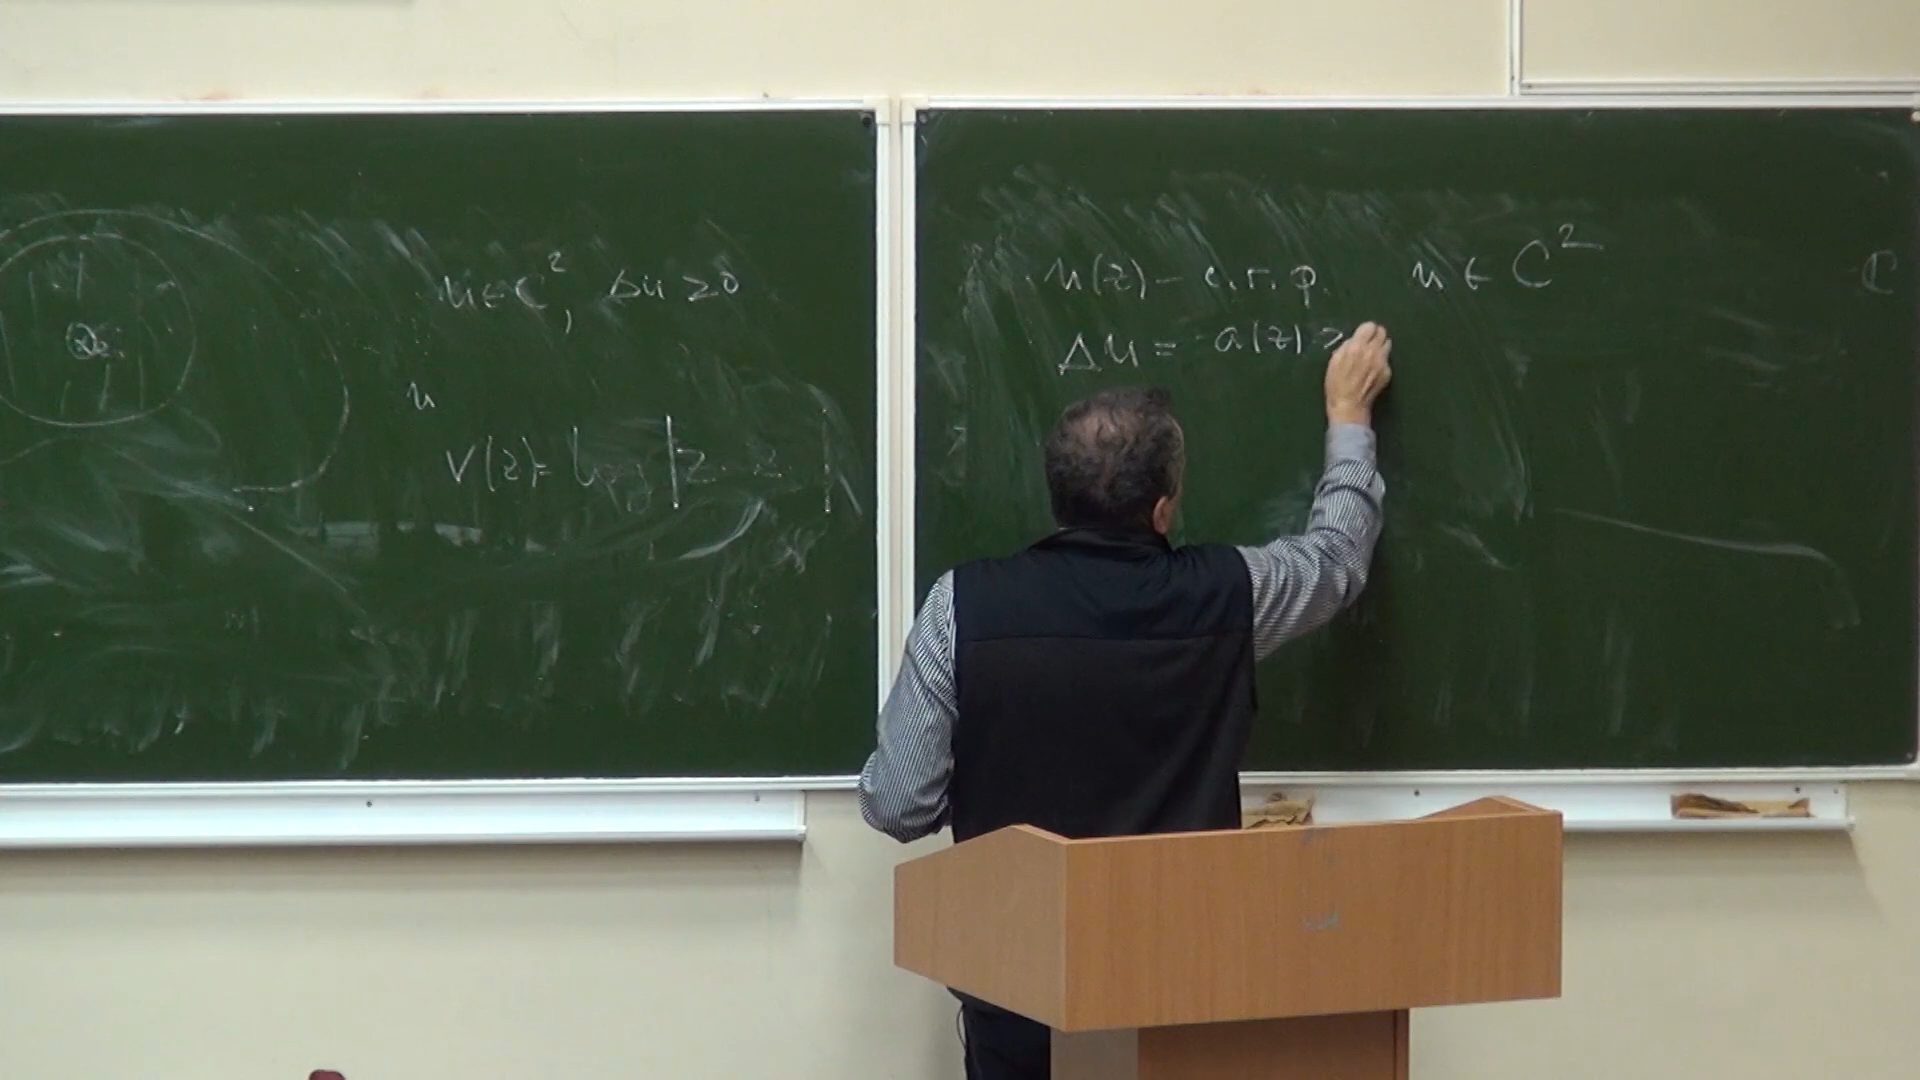 u ∈ C², Δu ≥ 0
u
V(z) = log |z - z |
u(z) – с.г.ф. u ∈ C²
ℂ
Δu = a(z) ≥